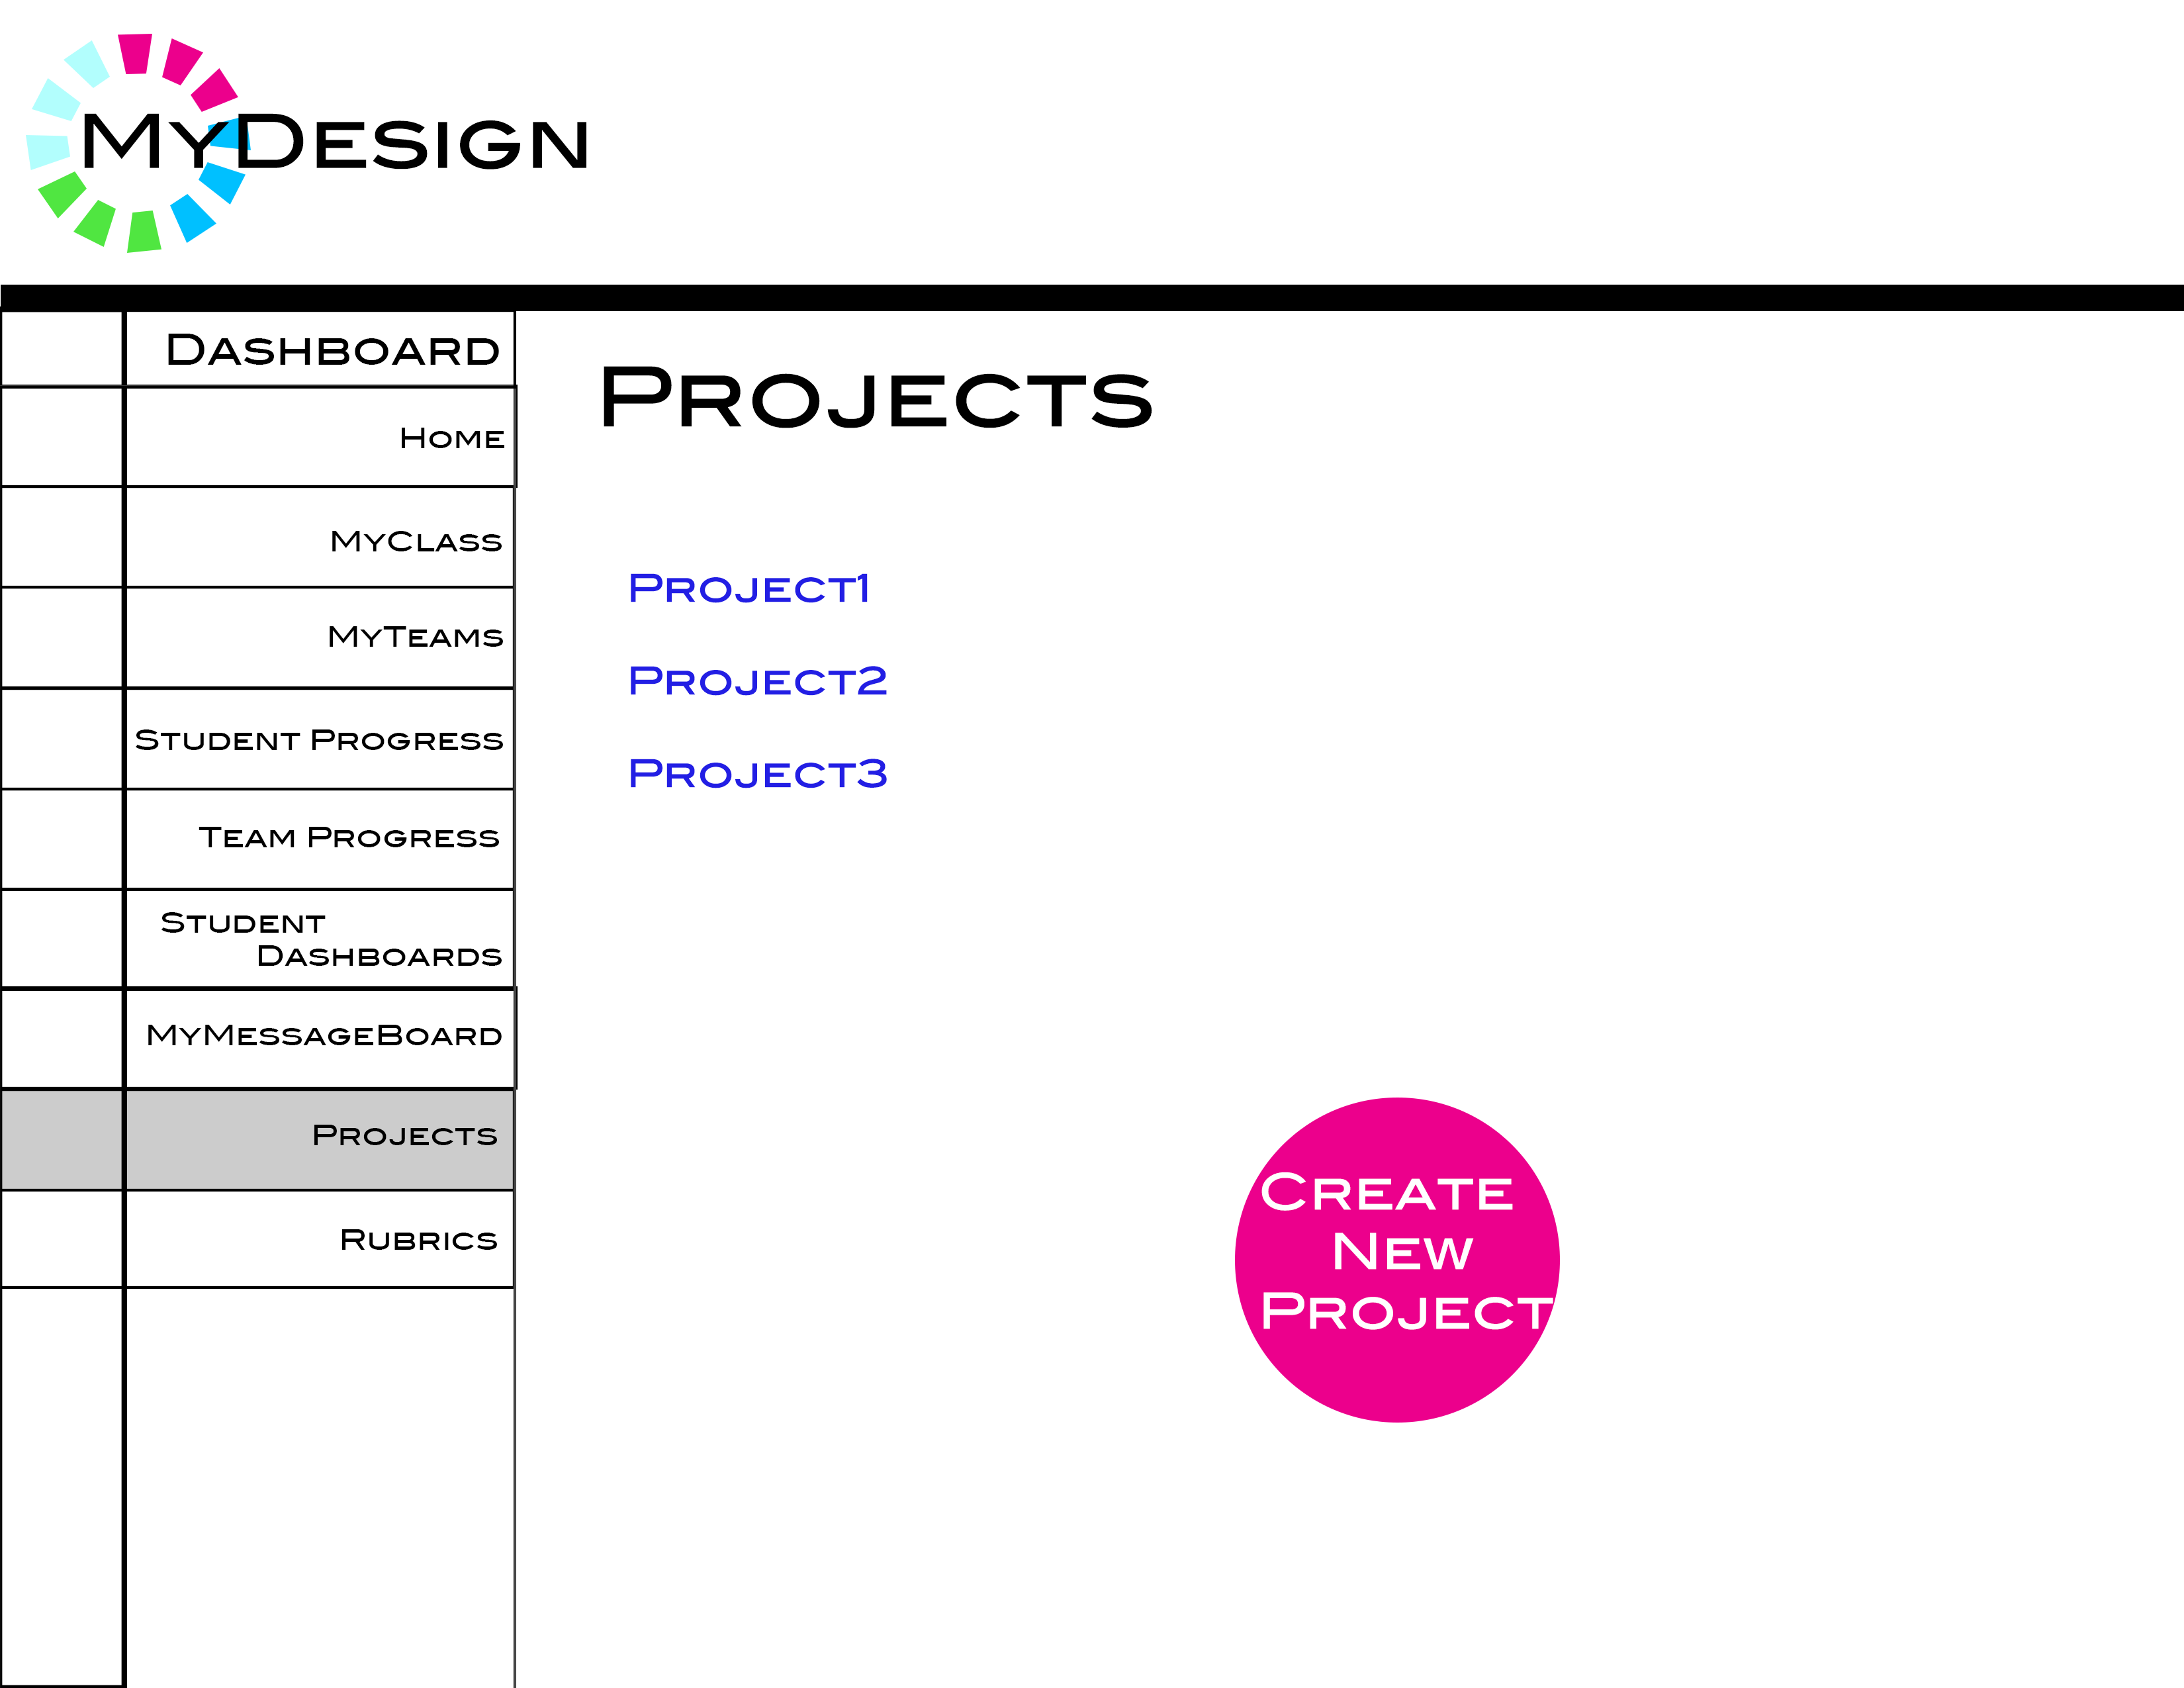 MyDesign
Dashboard
Home
MyClass
MyTeams
Student Progress
Team Progress
Student
Dashboards
MyMessageBoard
Projects
Rubrics
Projects
Project1
Project2
Project3
Create
New
Project